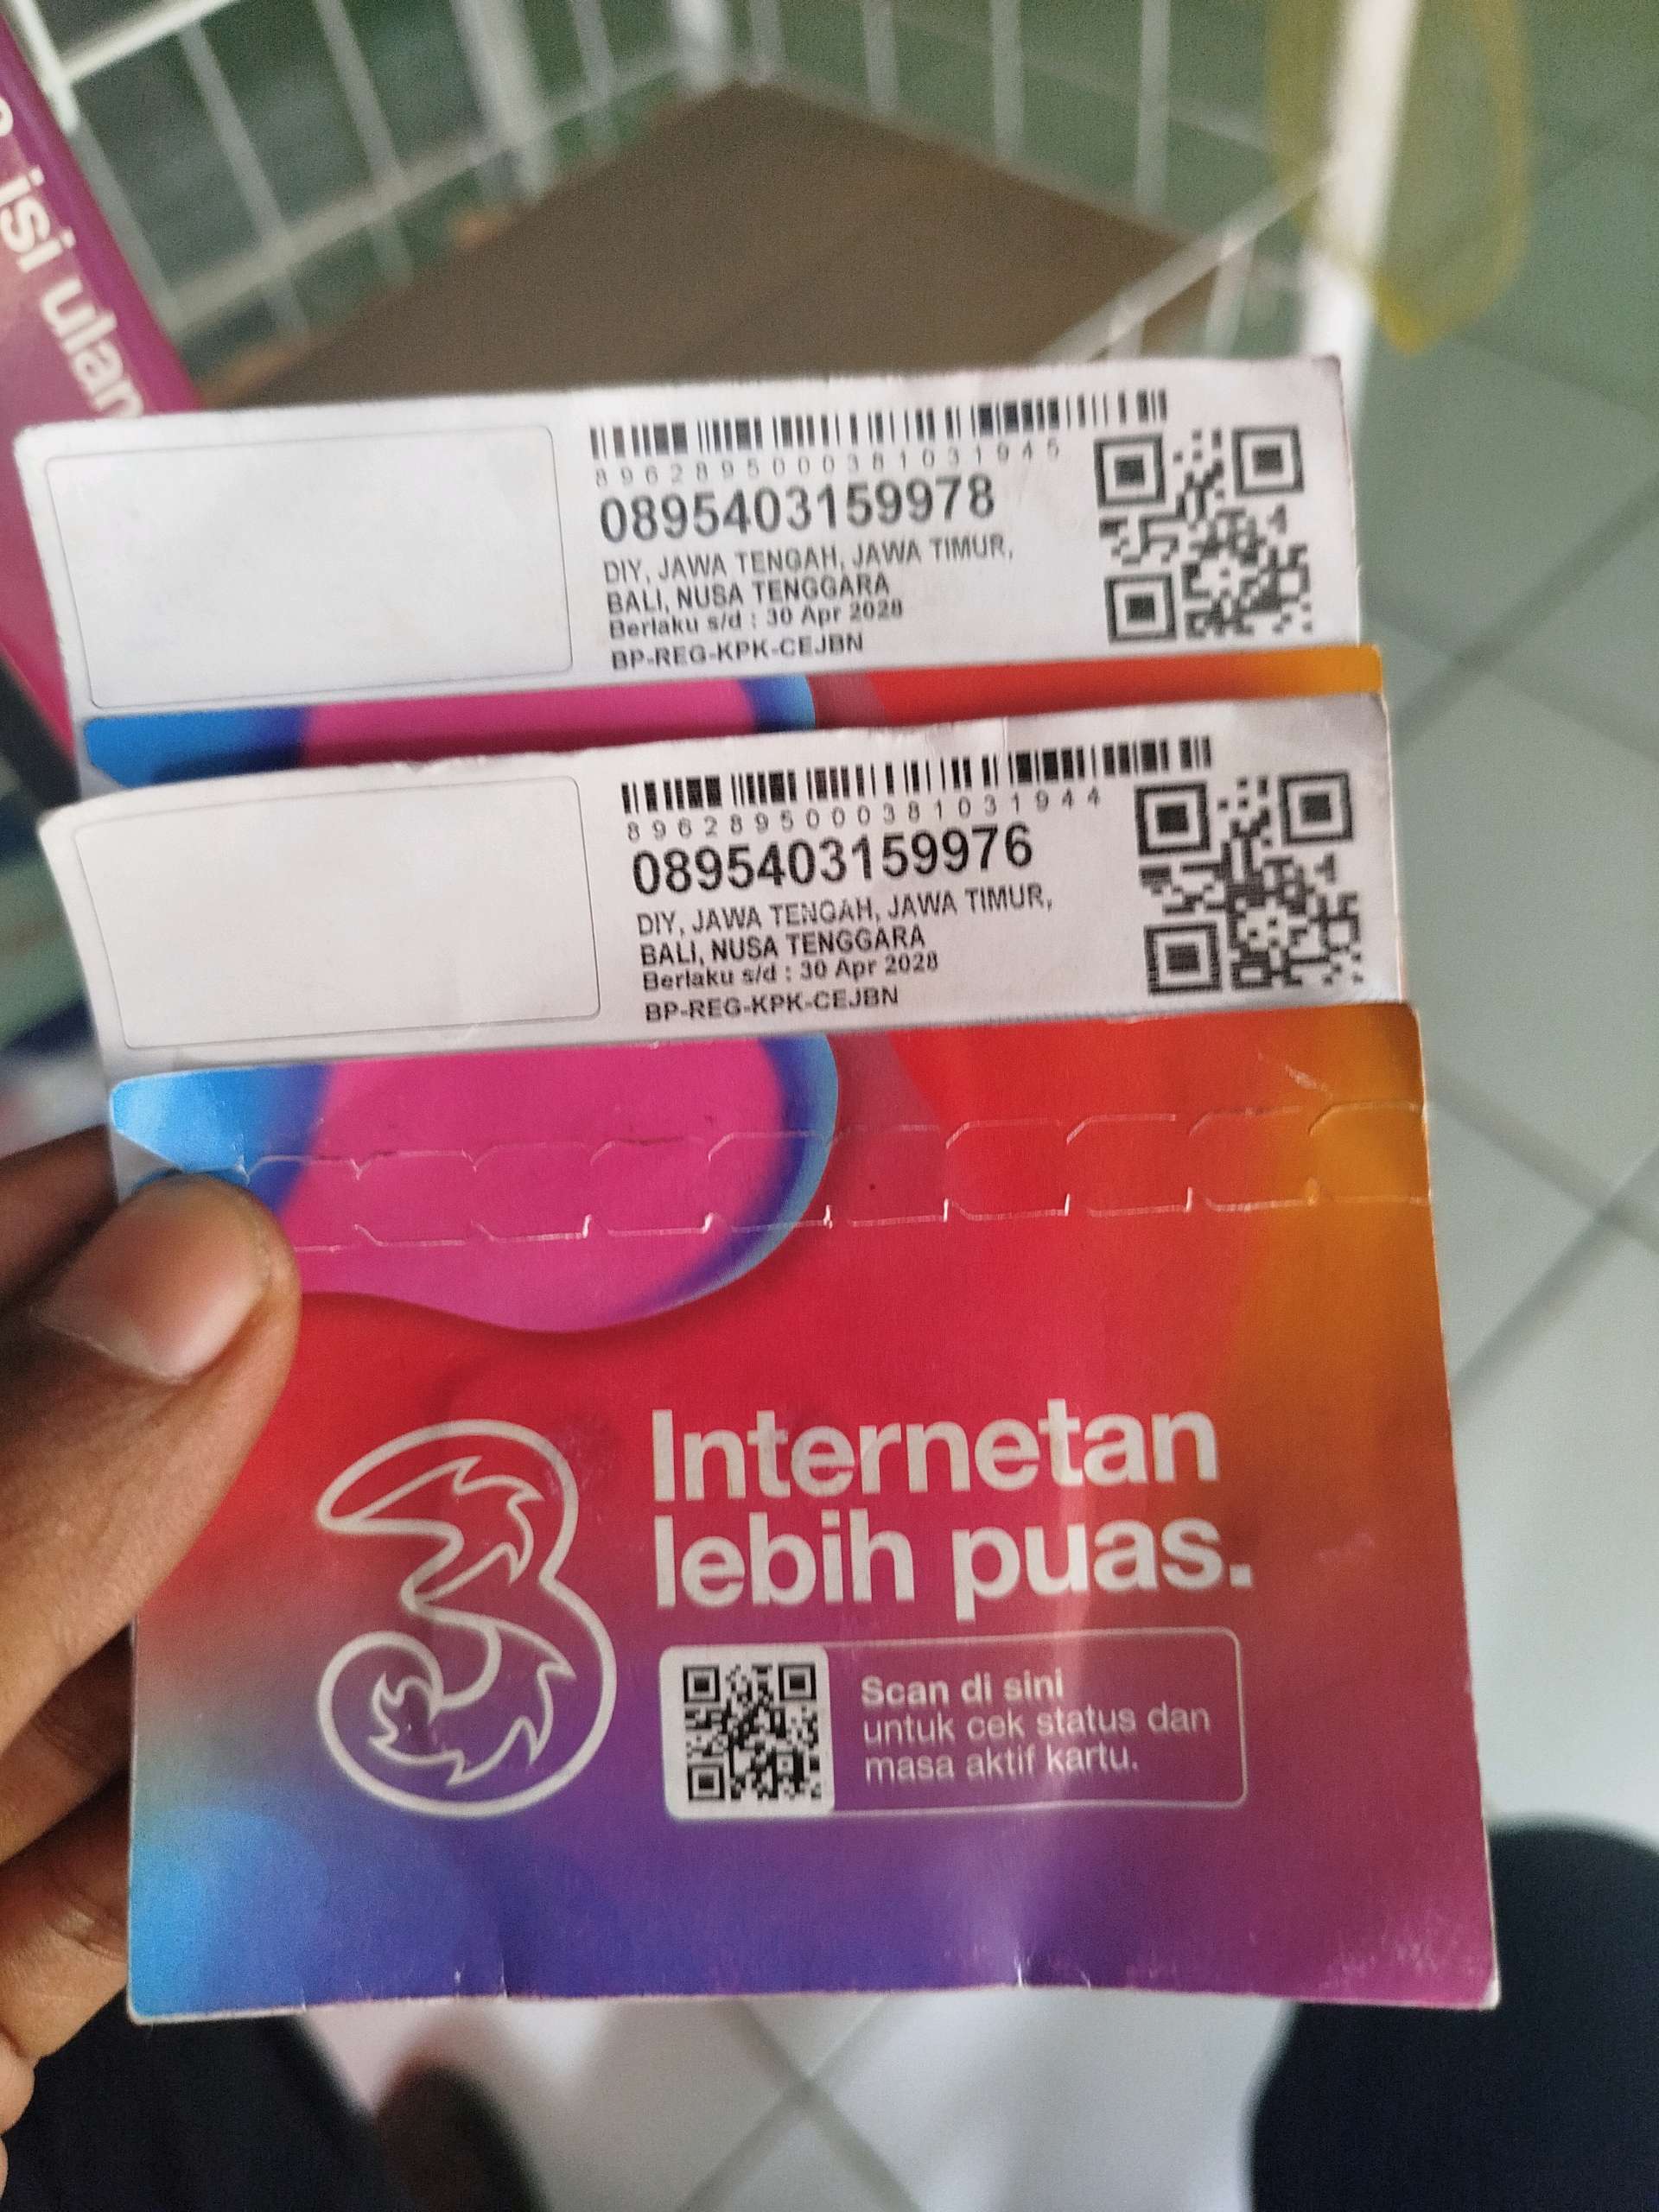 isi ulan
8962895000381031945
0895403159978
DIY, JAWA TENGAH, JAWA TIMUR,
BALI, NUSA TENGGARA
Berlaku s/d : 30 Apr 2028
BP-REG-KPK-CEJBN
8962895000381031944
0895403159976
DIY, JAWA TENGAH, JAWA TIMUR,
BALI, NUSA TENGGARA
Berlaku s/d : 30 Apr 2028
BP-REG-KPK-CEJBN
3
Internetan
lebih puas.
Scan di sini
untuk cek status dan
masa aktif kartu.